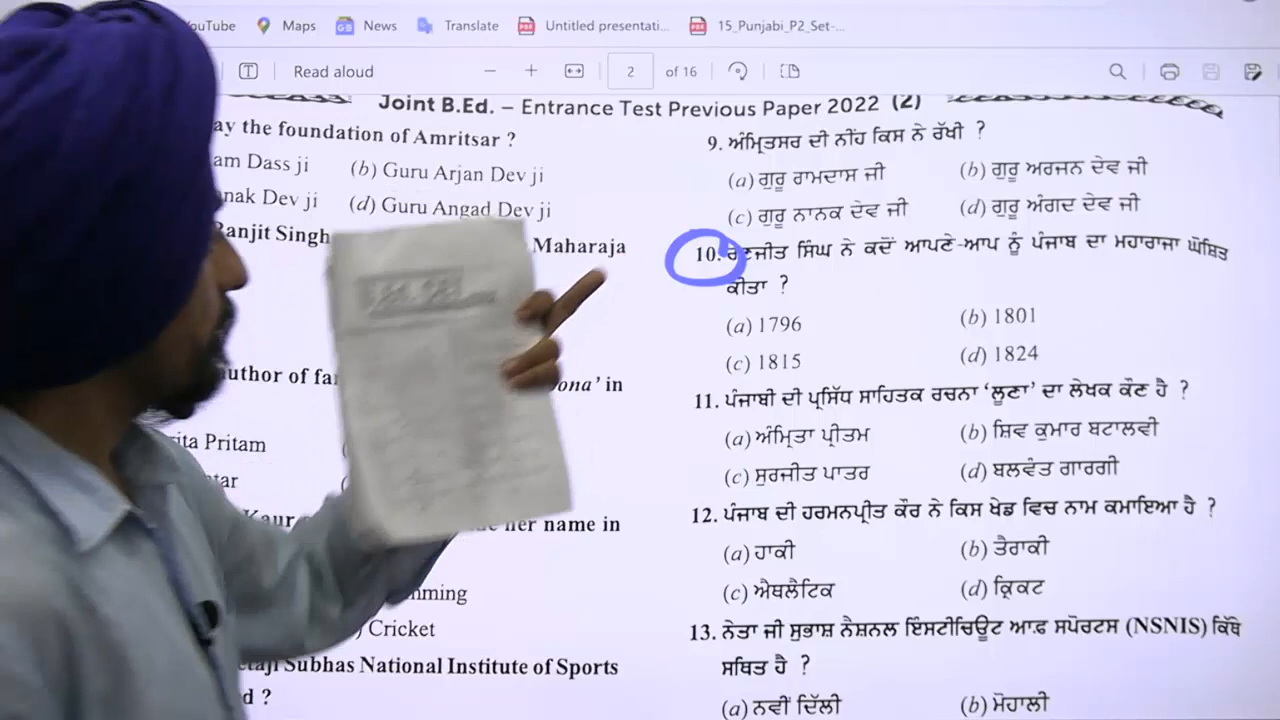 YouTube Maps News Translate Untitled presentati... 15_Punjabi_P2_Set-...
Read aloud 2 of 16
Joint B.Ed. – Entrance Test Previous Paper 2022 (2)
ay the foundation of Amritsar ?
am Dass ji (b) Guru Arjan Dev ji
nak Dev ji (d) Guru Angad Dev ji
Ranjit Singh Maharaja
author of fa
ona' in
ita Pritam
tar
Kaur her name in
mming
Cricket
etaji Subhas National Institute of Sports
d ?
9. ਅੰਮ੍ਰਿਤਸਰ ਦੀ ਨੀਂਹ ਕਿਸ ਨੇ ਰੱਖੀ ?
(a) ਗੁਰੂ ਰਾਮਦਾਸ ਜੀ (b) ਗੁਰੂ ਅਰਜਨ ਦੇਵ ਜੀ
(c) ਗੁਰੂ ਨਾਨਕ ਦੇਵ ਜੀ (d) ਗੁਰੂ ਅੰਗਦ ਦੇਵ ਜੀ
10. ਰਣਜੀਤ ਸਿੰਘ ਨੇ ਕਦੋਂ ਆਪਣੇ-ਆਪ ਨੂੰ ਪੰਜਾਬ ਦਾ ਮਹਾਰਾਜਾ ਘੋਸ਼ਿਤ
ਕੀਤਾ ?
(a) 1796 (b) 1801
(c) 1815 (d) 1824
11. ਪੰਜਾਬੀ ਦੀ ਪ੍ਰਸਿੱਧ ਸਾਹਿਤਕ ਰਚਨਾ ‘ਲੂਣਾ’ ਦਾ ਲੇਖਕ ਕੌਣ ਹੈ ?
(a) ਅੰਮ੍ਰਿਤਾ ਪ੍ਰੀਤਮ (b) ਸ਼ਿਵ ਕੁਮਾਰ ਬਟਾਲਵੀ
(c) ਸੁਰਜੀਤ ਪਾਤਰ (d) ਬਲਵੰਤ ਗਾਰਗੀ
12. ਪੰਜਾਬ ਦੀ ਹਰਮਨਪ੍ਰੀਤ ਕੌਰ ਨੇ ਕਿਸ ਖੇਡ ਵਿਚ ਨਾਮ ਕਮਾਇਆ ਹੈ ?
(a) ਹਾਕੀ (b) ਤੈਰਾਕੀ
(c) ਐਥਲੈਟਿਕ (d) ਕ੍ਰਿਕਟ
13. ਨੇਤਾ ਜੀ ਸੁਭਾਸ਼ ਨੈਸ਼ਨਲ ਇੰਸਟੀਚਿਊਟ ਆਫ਼ ਸਪੋਰਟਸ (NSNIS) ਕਿੱਥੇ
ਸਥਿਤ ਹੈ ?
(a) ਨਵੀਂ ਦਿੱਲੀ (b) ਮੋਹਾਲੀ